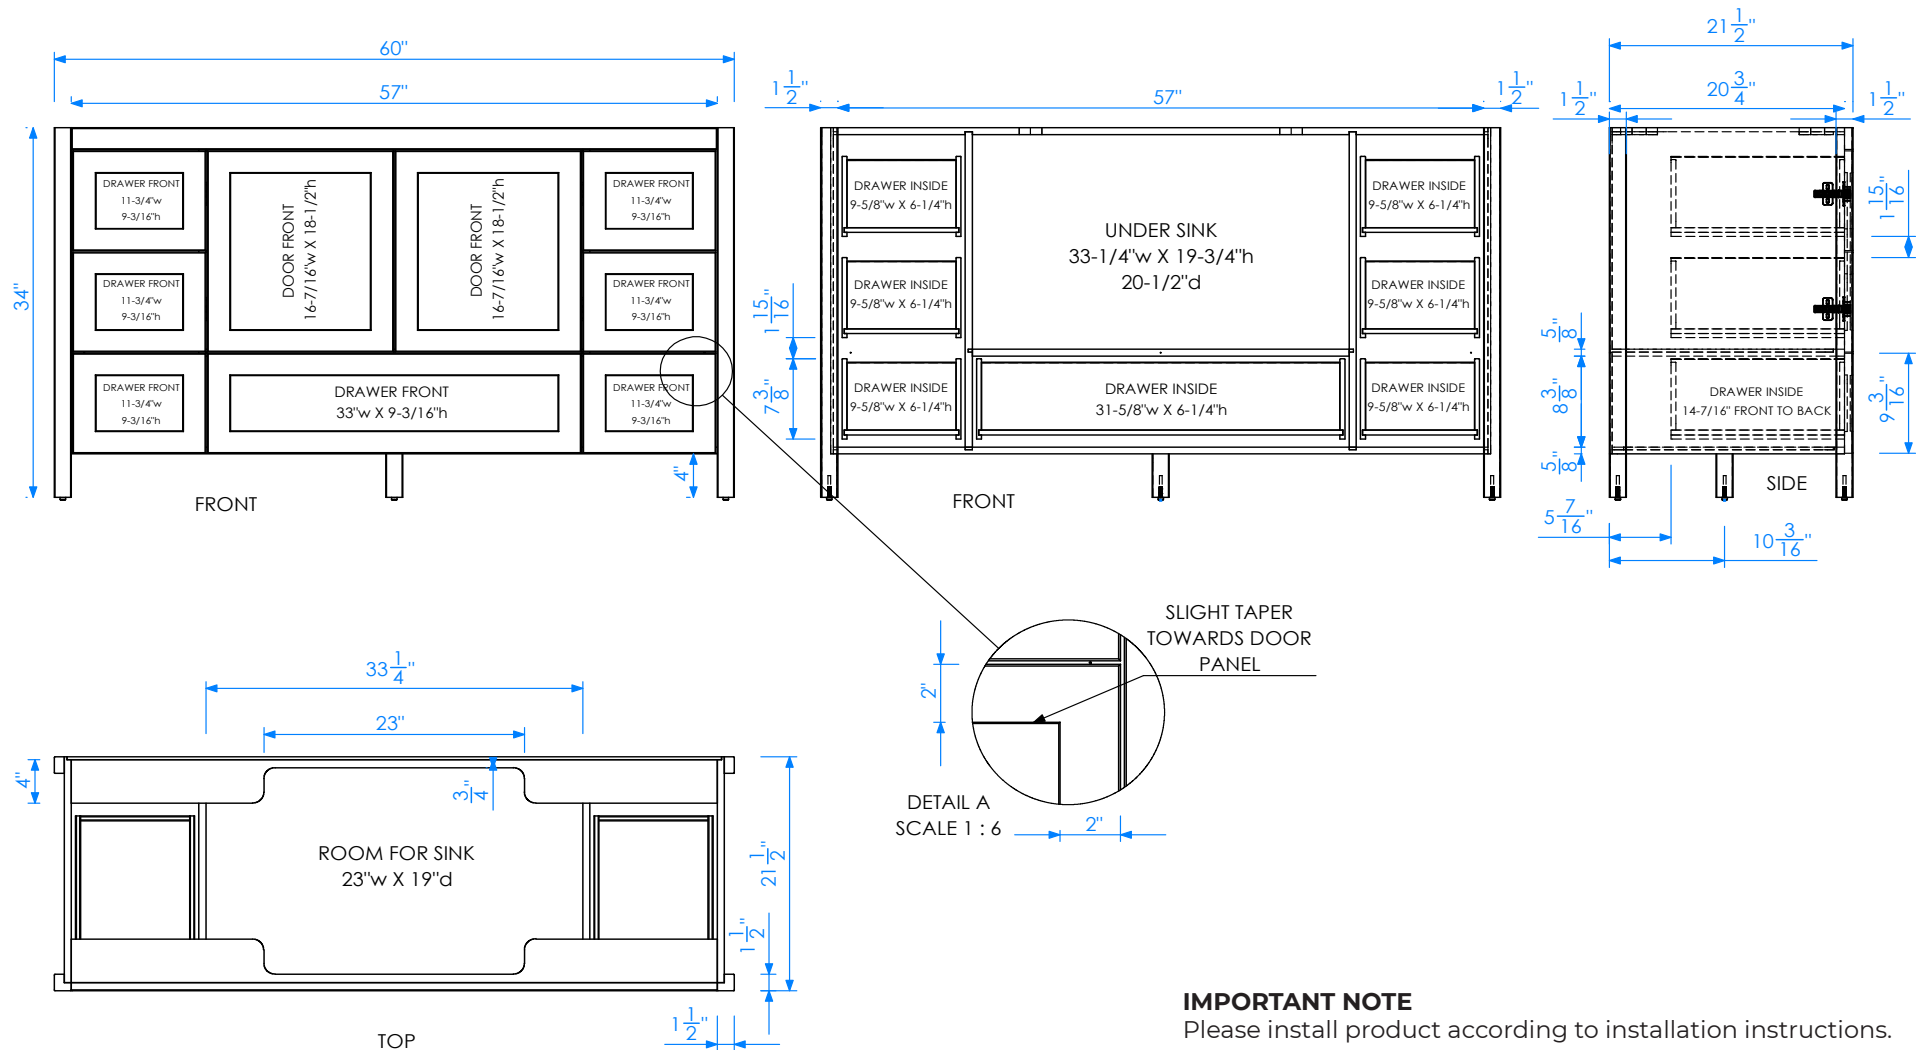 60"
57"
34"
DRAWER FRONT
11-3/4"w
9-3/16"h
DRAWER FRONT
11-3/4"w
9-3/16"h
DRAWER FRONT
11-3/4"w
9-3/16"h
DOOR FRONT
16-7/16"w X 18-1/2"h
DOOR FRONT
16-7/16"w X 18-1/2"h
DRAWER FRONT
11-3/4"w
9-3/16"h
DRAWER FRONT
11-3/4"w
9-3/16"h
DRAWER FRONT
11-3/4"w
9-3/16"h
DRAWER FRONT
33"w X 9-3/16"h
4"
FRONT
1 1/2"
57"
1 1/2"
DRAWER INSIDE
9-5/8"w X 6-1/4"h
DRAWER INSIDE
9-5/8"w X 6-1/4"h
DRAWER INSIDE
9-5/8"w X 6-1/4"h
UNDER SINK
33-1/4"w X 19-3/4"h
20-1/2"d
DRAWER INSIDE
31-5/8"w X 6-1/4"h
DRAWER INSIDE
9-5/8"w X 6-1/4"h
DRAWER INSIDE
9-5/8"w X 6-1/4"h
DRAWER INSIDE
9-5/8"w X 6-1/4"h
1 15/16"
7 3/8"
FRONT
21 1/2"
20 3/4"
1 1/2"
1 1/2"
1 15/16"
5/8"
8 3/8"
5/8"
9 3/16"
DRAWER INSIDE
14-7/16" FRONT TO BACK
SIDE
5 7/16"
10 3/16"
33 1/4"
23"
4"
3/4"
ROOM FOR SINK
23"w X 19"d
21 1/2"
1 1/2"
1 1/2"
TOP
SLIGHT TAPER
TOWARDS DOOR
PANEL
2"
2"
DETAIL A
SCALE 1 : 6
IMPORTANT NOTE
Please install product according to installation instructions.